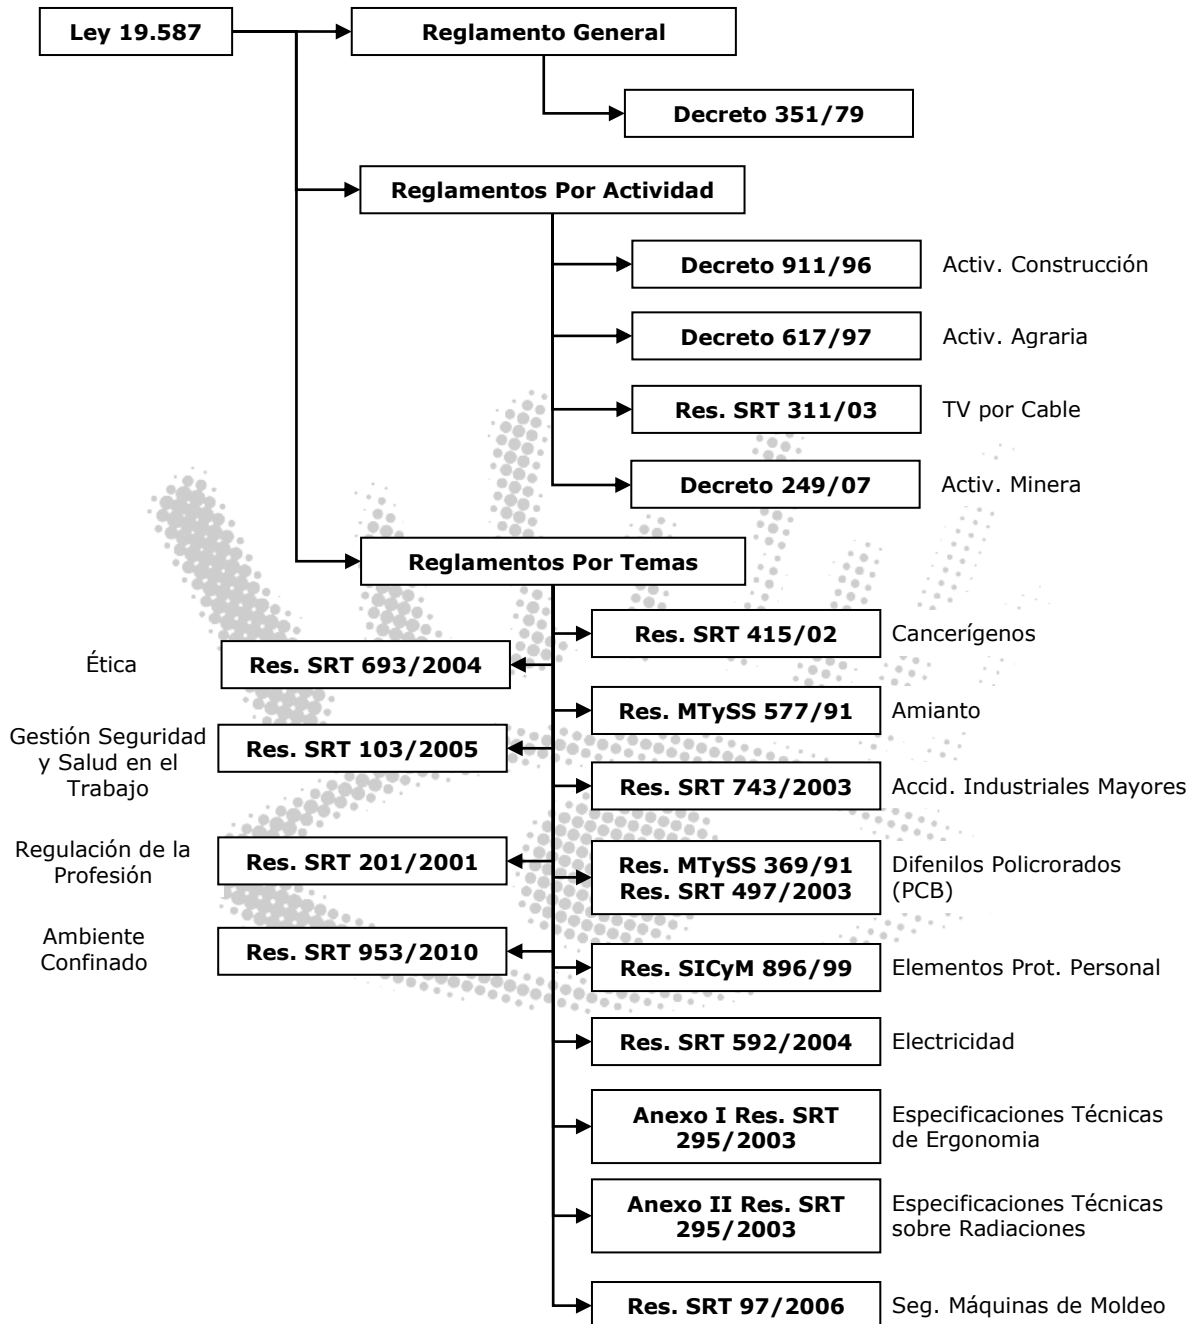 Ley 19.587
Reglamento General
Decreto 351/79
Reglamentos Por Actividad
Decreto 911/96
Activ. Construcción
Decreto 617/97
Activ. Agraria
Res. SRT 311/03
TV por Cable
Decreto 249/07
Activ. Minera
Reglamentos Por Temas
Res. SRT 415/02
Cancerígenos
Ética
Res. SRT 693/2004
Res. MTySS 577/91
Amianto
Gestión Seguridad
y Salud en el
Trabajo
Res. SRT 103/2005
Res. SRT 743/2003
Accid. Industriales Mayores
Regulación de la
Profesión
Res. SRT 201/2001
Res. MTySS 369/91
Res. SRT 497/2003
Difenilos Policrorados
(PCB)
Ambiente
Confinado
Res. SRT 953/2010
Res. SICyM 896/99
Elementos Prot. Personal
Res. SRT 592/2004
Electricidad
Anexo I Res. SRT
295/2003
Especificaciones Técnicas
de Ergonomia
Anexo II Res. SRT
295/2003
Especificaciones Técnicas
sobre Radiaciones
Res. SRT 97/2006
Seg. Máquinas de Moldeo